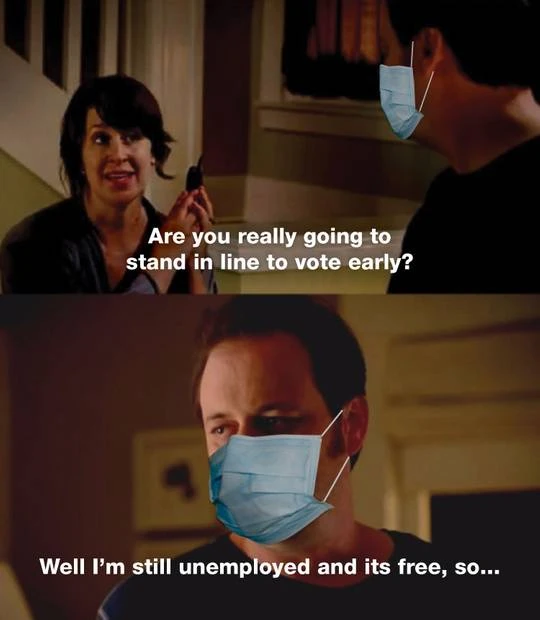 Are you really going to
stand in line to vote early?
Well I'm still unemployed and its free, so...